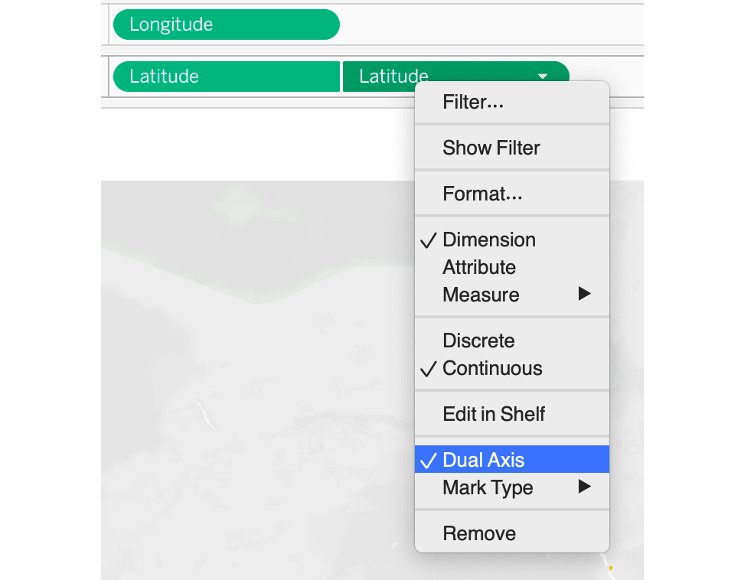 Longitude
Latitude Latitude
Filter...
Show Filter
Format...
Dimension
Attribute
Measure
Discrete
Continuous
Edit in Shelf
Dual Axis
Mark Type
Remove